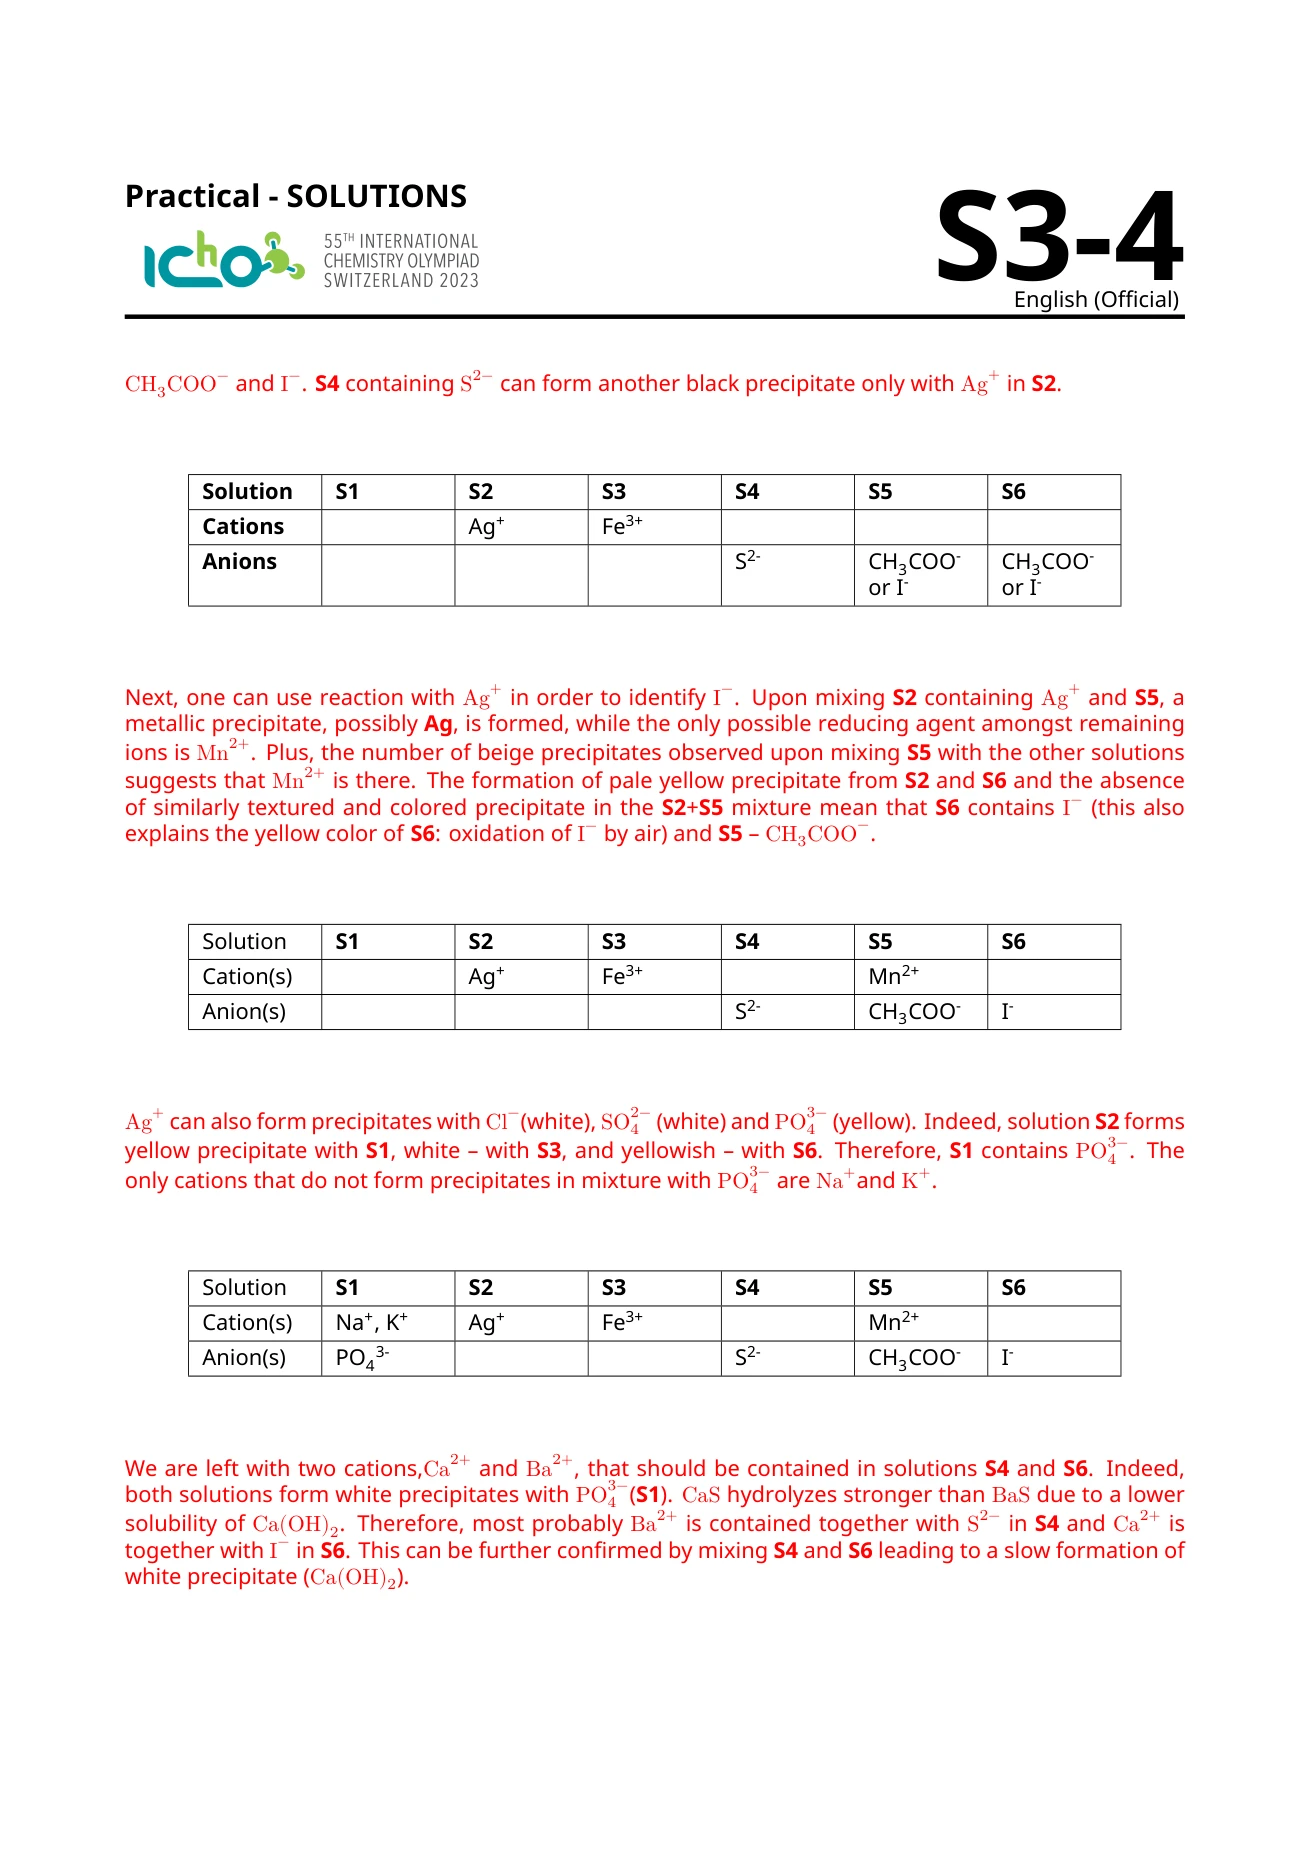 Practical - SOLUTIONS
S3-4
IChO
55TH INTERNATIONAL
CHEMISTRY OLYMPIAD
SWITZERLAND 2023
English (Official)
CH₃COO⁻ and I⁻. S4 containing S²⁻ can form another black precipitate only with Ag⁺ in S2.
Solution S1 S2 S3 S4 S5 S6
Cations Ag⁺ Fe³⁺
Anions S²⁻ CH₃COO⁻ or I⁻ CH₃COO⁻ or I⁻
Next, one can use reaction with Ag⁺ in order to identify I⁻. Upon mixing S2 containing Ag⁺ and S5, a
metallic precipitate, possibly Ag, is formed, while the only possible reducing agent amongst remaining
ions is Mn²⁺. Plus, the number of beige precipitates observed upon mixing S5 with the other solutions
suggests that Mn²⁺ is there. The formation of pale yellow precipitate from S2 and S6 and the absence
of similarly textured and colored precipitate in the S2+S5 mixture mean that S6 contains I⁻ (this also
explains the yellow color of S6: oxidation of I⁻ by air) and S5 – CH₃COO⁻.
Solution S1 S2 S3 S4 S5 S6
Cation(s) Ag⁺ Fe³⁺ Mn²⁺
Anion(s) S²⁻ CH₃COO⁻ I⁻
Ag⁺ can also form precipitates with Cl⁻(white), SO₄²⁻ (white) and PO₄³⁻ (yellow). Indeed, solution S2 forms
yellow precipitate with S1, white – with S3, and yellowish – with S6. Therefore, S1 contains PO₄³⁻. The
only cations that do not form precipitates in mixture with PO₄³⁻ are Na⁺and K⁺.
Solution S1 S2 S3 S4 S5 S6
Cation(s) Na⁺, K⁺ Ag⁺ Fe³⁺ Mn²⁺
Anion(s) PO₄³⁻ S²⁻ CH₃COO⁻ I⁻
We are left with two cations,Ca²⁺ and Ba²⁺, that should be contained in solutions S4 and S6. Indeed,
both solutions form white precipitates with PO₄³⁻(S1). CaS hydrolyzes stronger than BaS due to a lower
solubility of Ca(OH)₂. Therefore, most probably Ba²⁺ is contained together with S²⁻ in S4 and Ca²⁺ is
together with I⁻ in S6. This can be further confirmed by mixing S4 and S6 leading to a slow formation of
white precipitate (Ca(OH)₂).